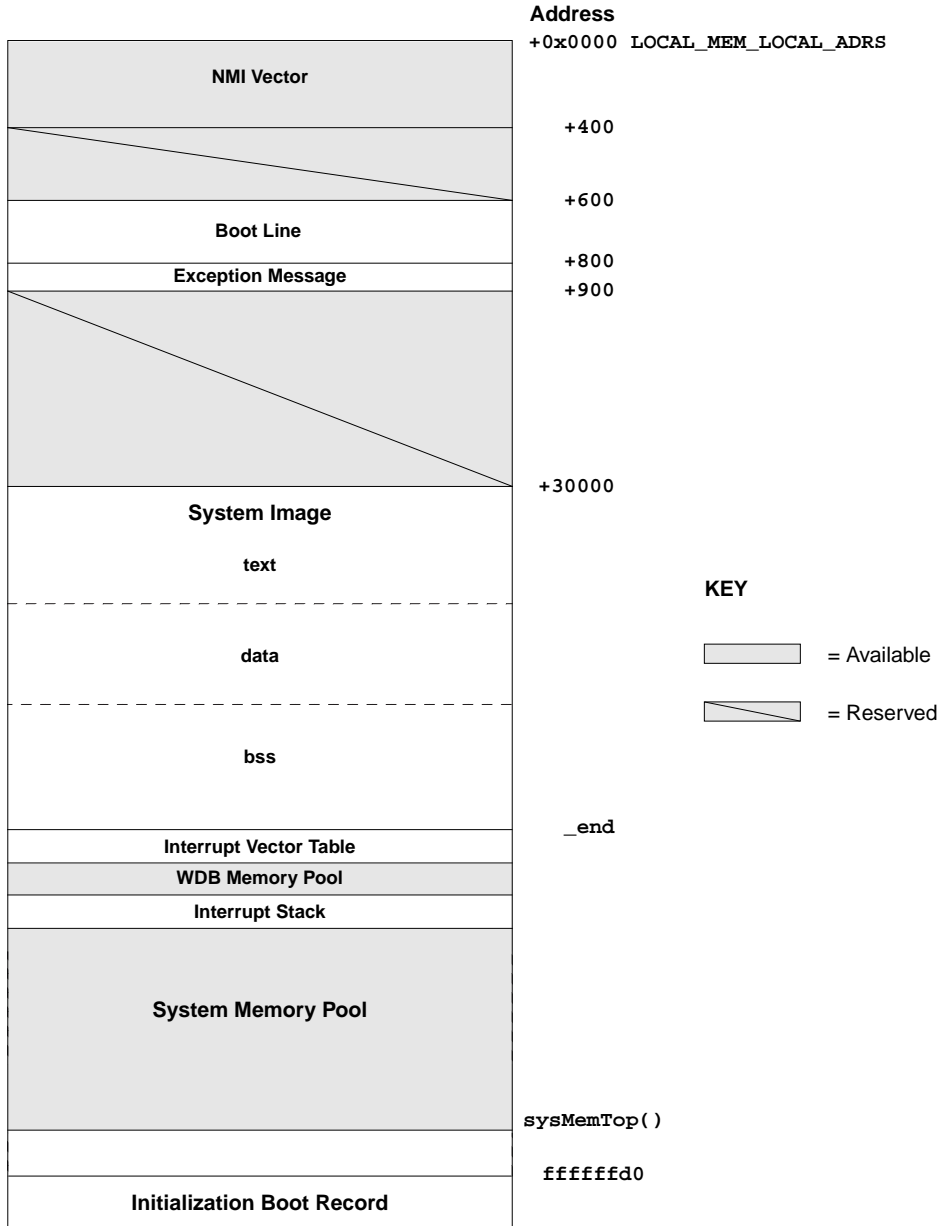 Address
+0x0000 LOCAL_MEM_LOCAL_ADRS
NMI Vector
+400
+600
Boot Line
+800
Exception Message
+900
+30000
System Image
text
KEY
data
= Available
= Reserved
bss
_end
Interrupt Vector Table
WDB Memory Pool
Interrupt Stack
System Memory Pool
sysMemTop()
ffffffd0
Initialization Boot Record